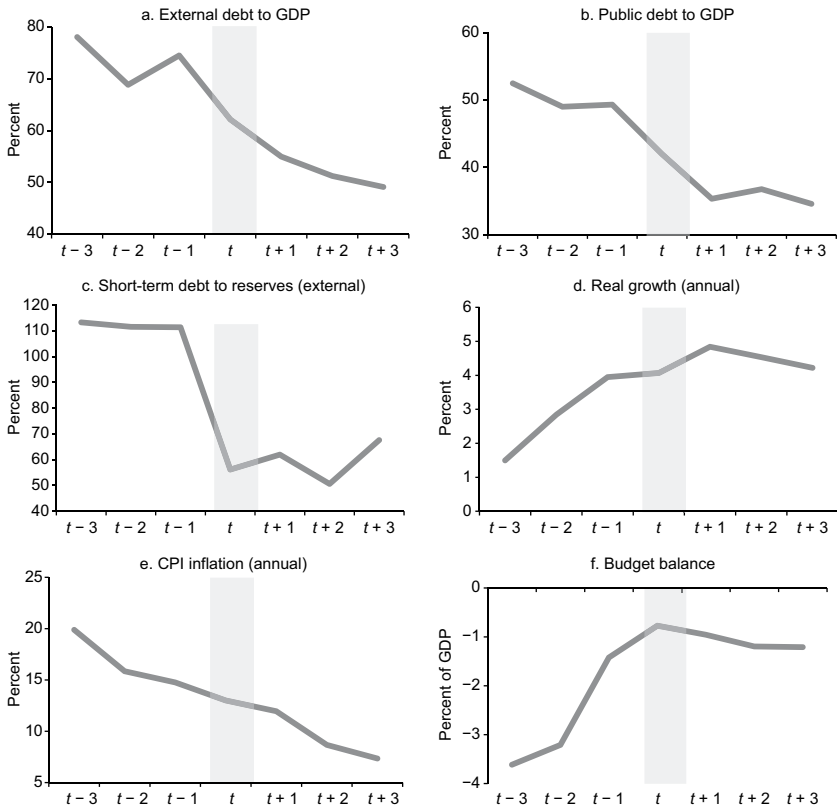 a. External debt to GDP
Percent
80
70
60
50
40
t − 3 t − 2 t − 1 t t + 1 t + 2 t + 3
b. Public debt to GDP
Percent
60
50
40
30
t − 3 t − 2 t − 1 t t + 1 t + 2 t + 3
c. Short-term debt to reserves (external)
Percent
120
110
100
90
80
70
60
50
40
t − 3 t − 2 t − 1 t t + 1 t + 2 t + 3
d. Real growth (annual)
Percent
6
5
4
3
2
1
0
t − 3 t − 2 t − 1 t t + 1 t + 2 t + 3
e. CPI inflation (annual)
Percent
25
20
15
10
5
t − 3 t − 2 t − 1 t t + 1 t + 2 t + 3
f. Budget balance
Percent of GDP
0
−1
−2
−3
−4
t − 3 t − 2 t − 1 t t + 1 t + 2 t + 3